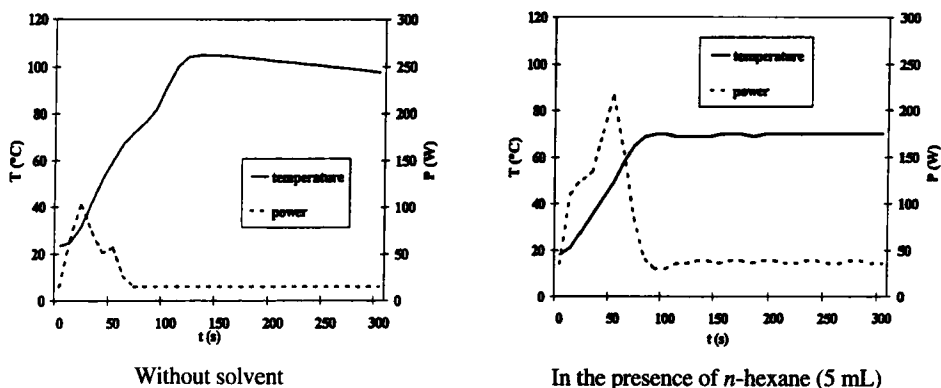 120
100
80
60
40
20
0
T (°C)
300
250
200
150
100
50
0
P (W)
temperature
power
0 50 100 150 200 250 300
t (s)
Without solvent
120
100
80
60
40
20
0
T (°C)
300
250
200
150
100
50
0
P (W)
temperature
power
0 50 100 150 200 250 300
t (s)
In the presence of n-hexane (5 mL)